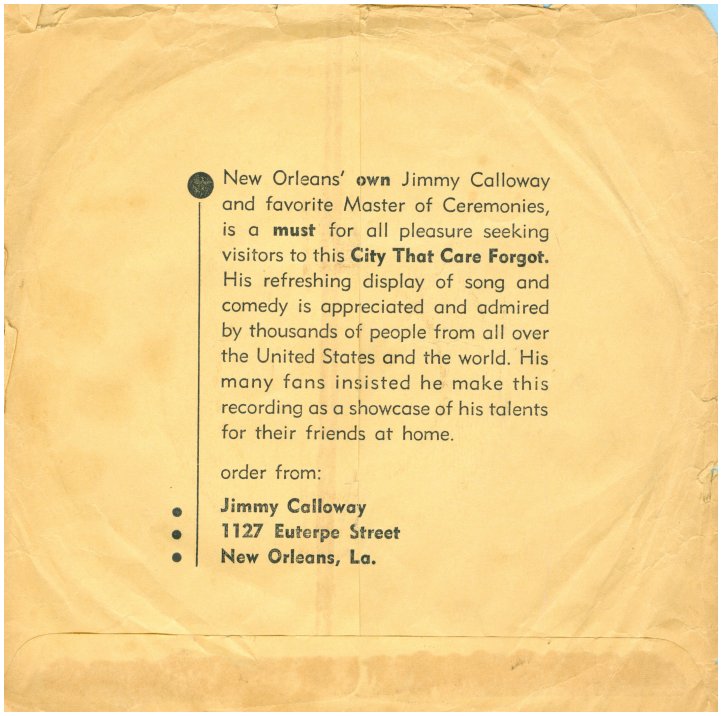 New Orleans' own Jimmy Calloway
and favorite Master of Ceremonies,
is a must for all pleasure seeking
visitors to this City That Care Forgot.
His refreshing display of song and
comedy is appreciated and admired
by thousands of people from all over
the United States and the world. His
many fans insisted he make this
recording as a showcase of his talents
for their friends at home.
order from:
Jimmy Calloway
1127 Euterpe Street
New Orleans, La.